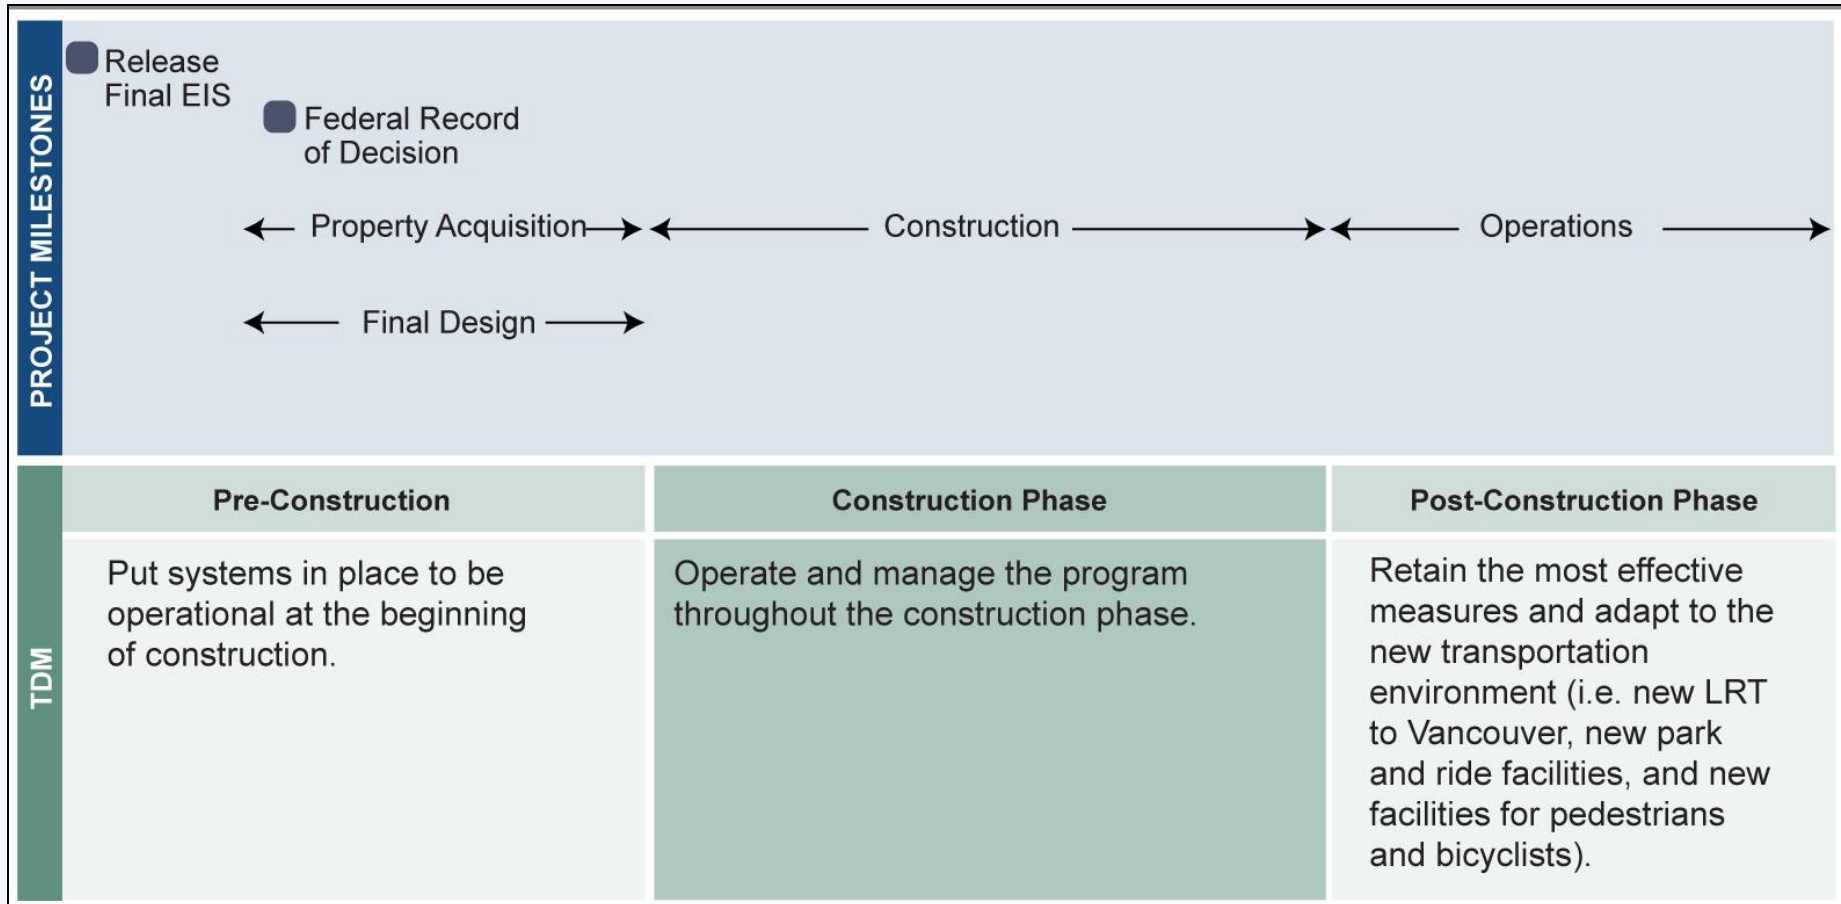 PROJECT MILESTONES
Release
Final EIS
Federal Record
of Decision
Property Acquisition
Construction
Operations
Final Design
TDM
Pre-Construction
Construction Phase
Post-Construction Phase
Put systems in place to be
operational at the beginning
of construction.
Operate and manage the program
throughout the construction phase.
Retain the most effective
measures and adapt to the
new transportation
environment (i.e. new LRT
to Vancouver, new park
and ride facilities, and new
facilities for pedestrians
and bicyclists).